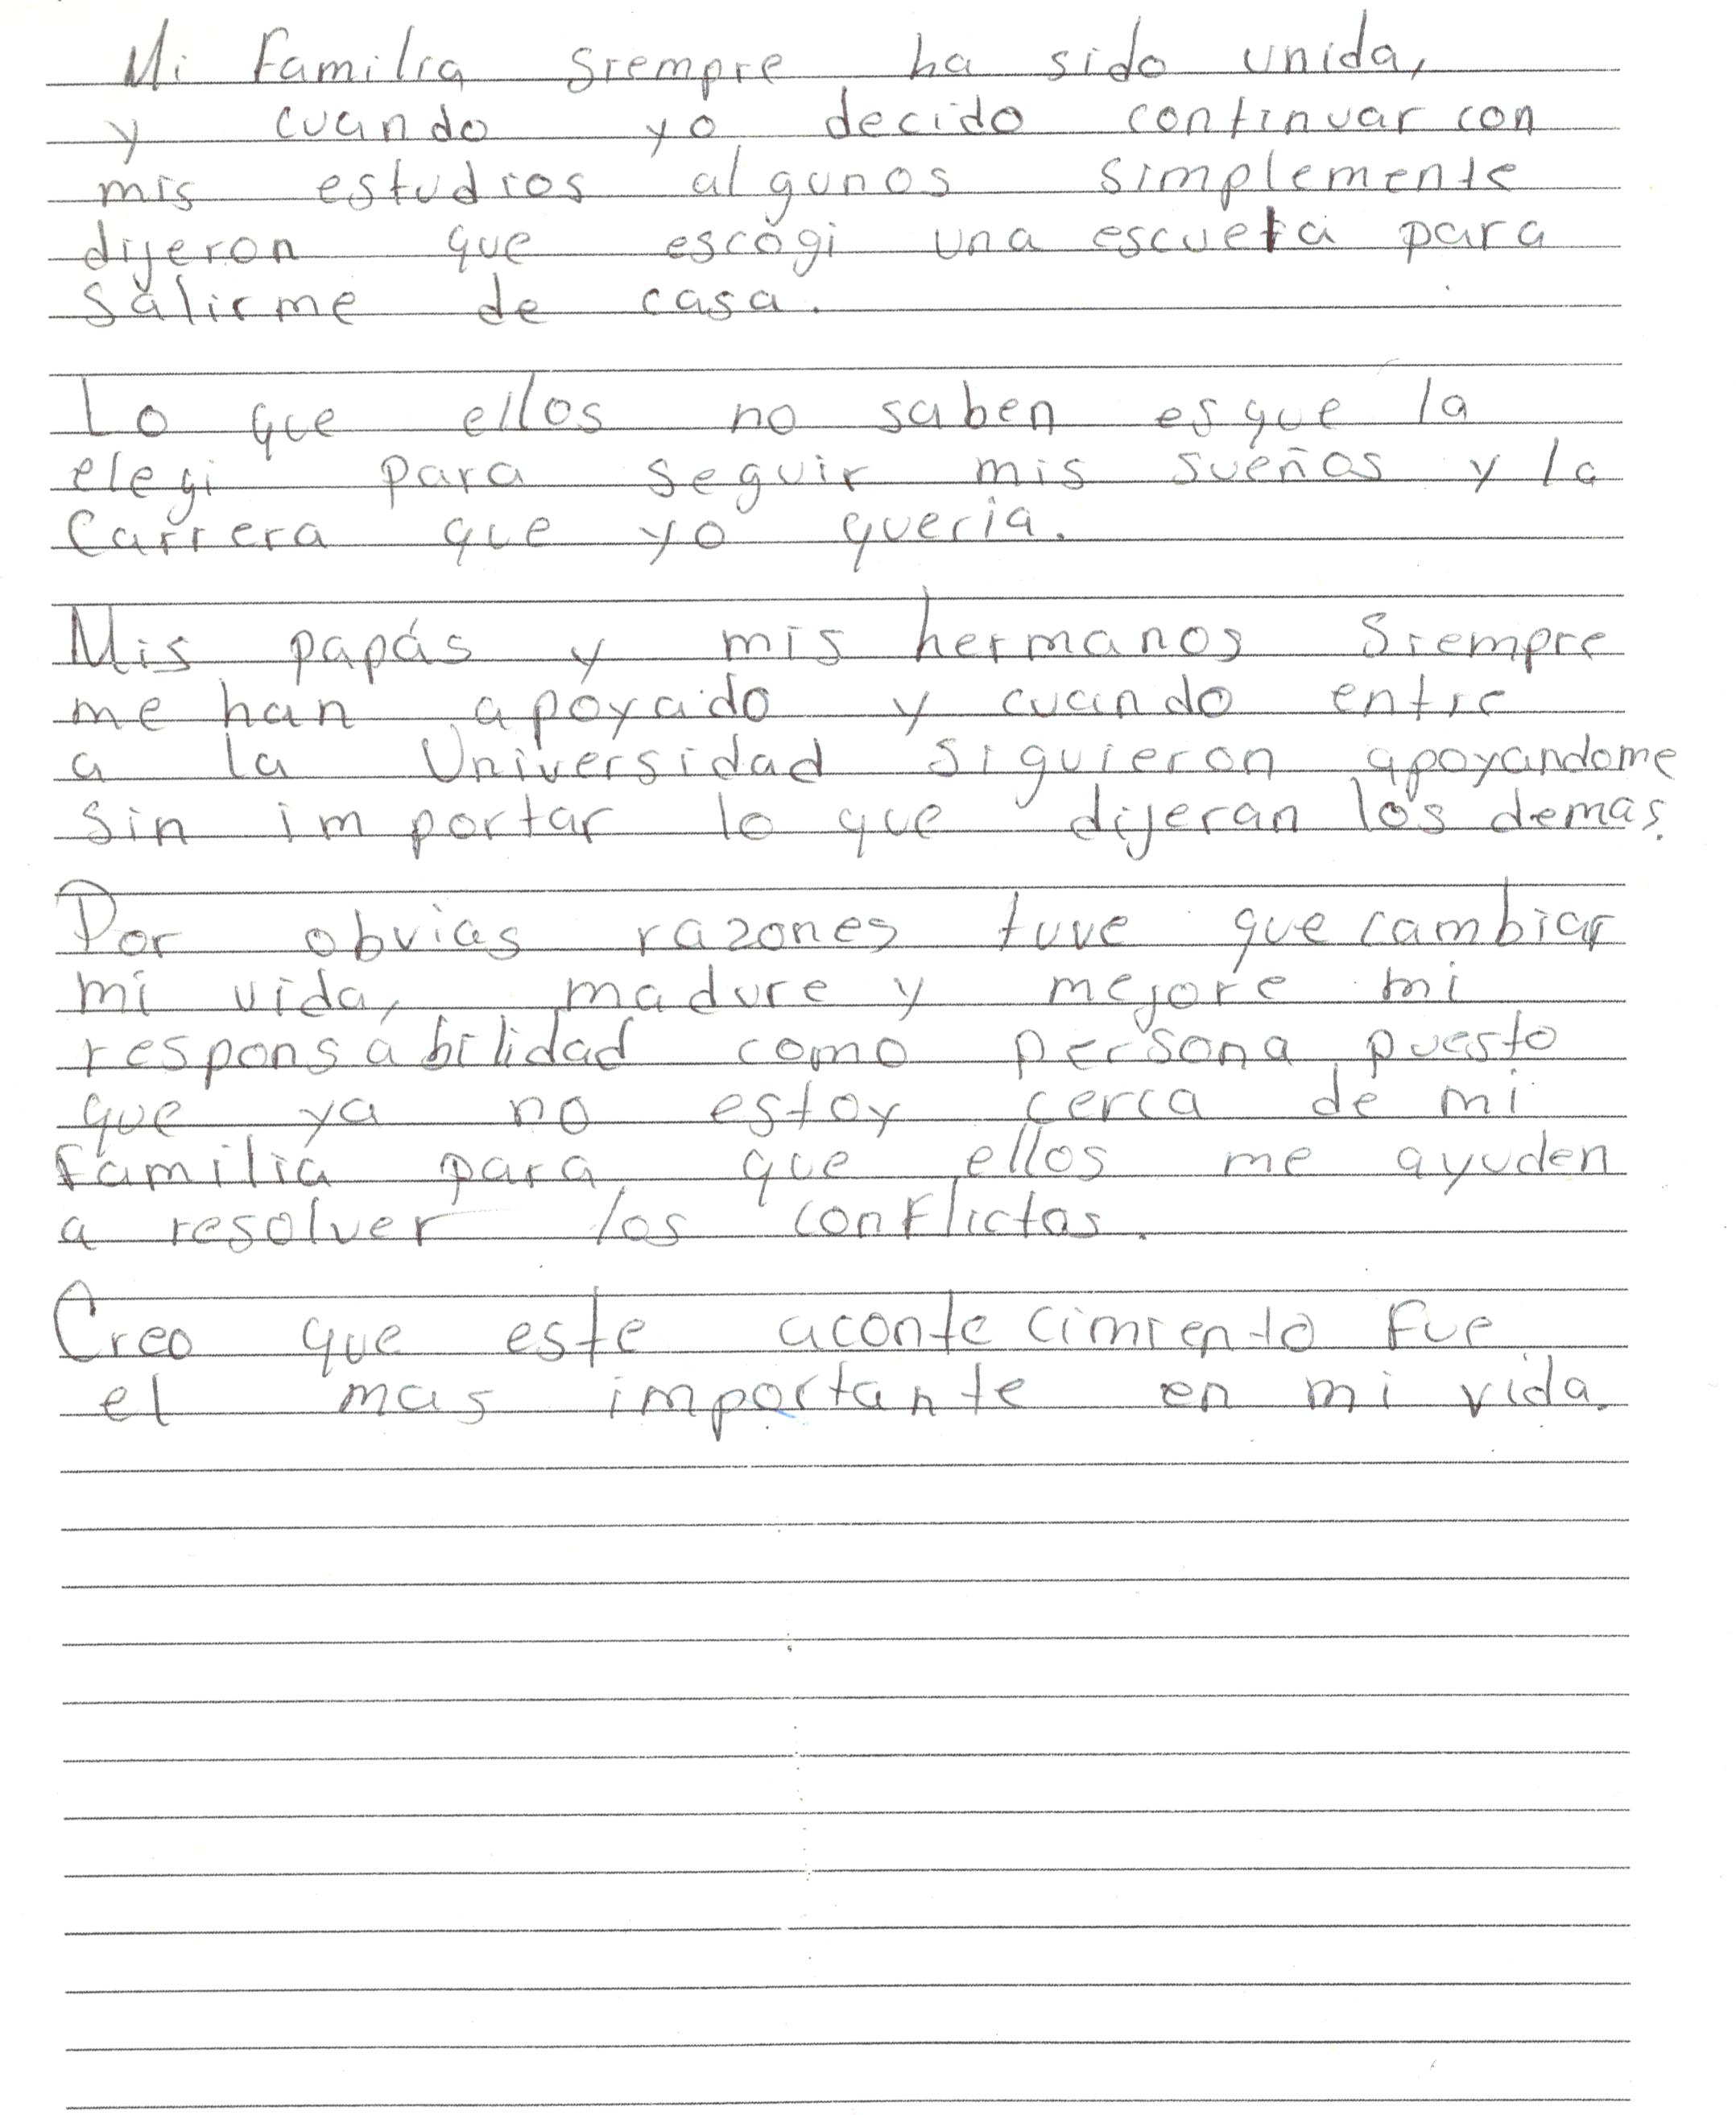 Mi familia siempre ha sido unida,
y cuando yo decido continuar con
mis estudios algunos simplemente
dijeron que escogi una escuela para
salirme de casa.
Lo que ellos no saben es que la
elegi para seguir mis sueños y la
Carrera que yo quería.
Mis papás y mis hermanos Siempre
me han apoyado y cuando entre
a la Universidad siguieron apoyandome
sin importar lo que dijeran los demas.
Por obvias razones tuve que cambiar
mi vida, madure y mejore mi
responsabilidad como persona puesto
que ya no estoy cerca de mi
familia para que ellos me ayuden
a resolver los conflictos.
Creo que este acontecimiento fue
el mas importante en mi vida.